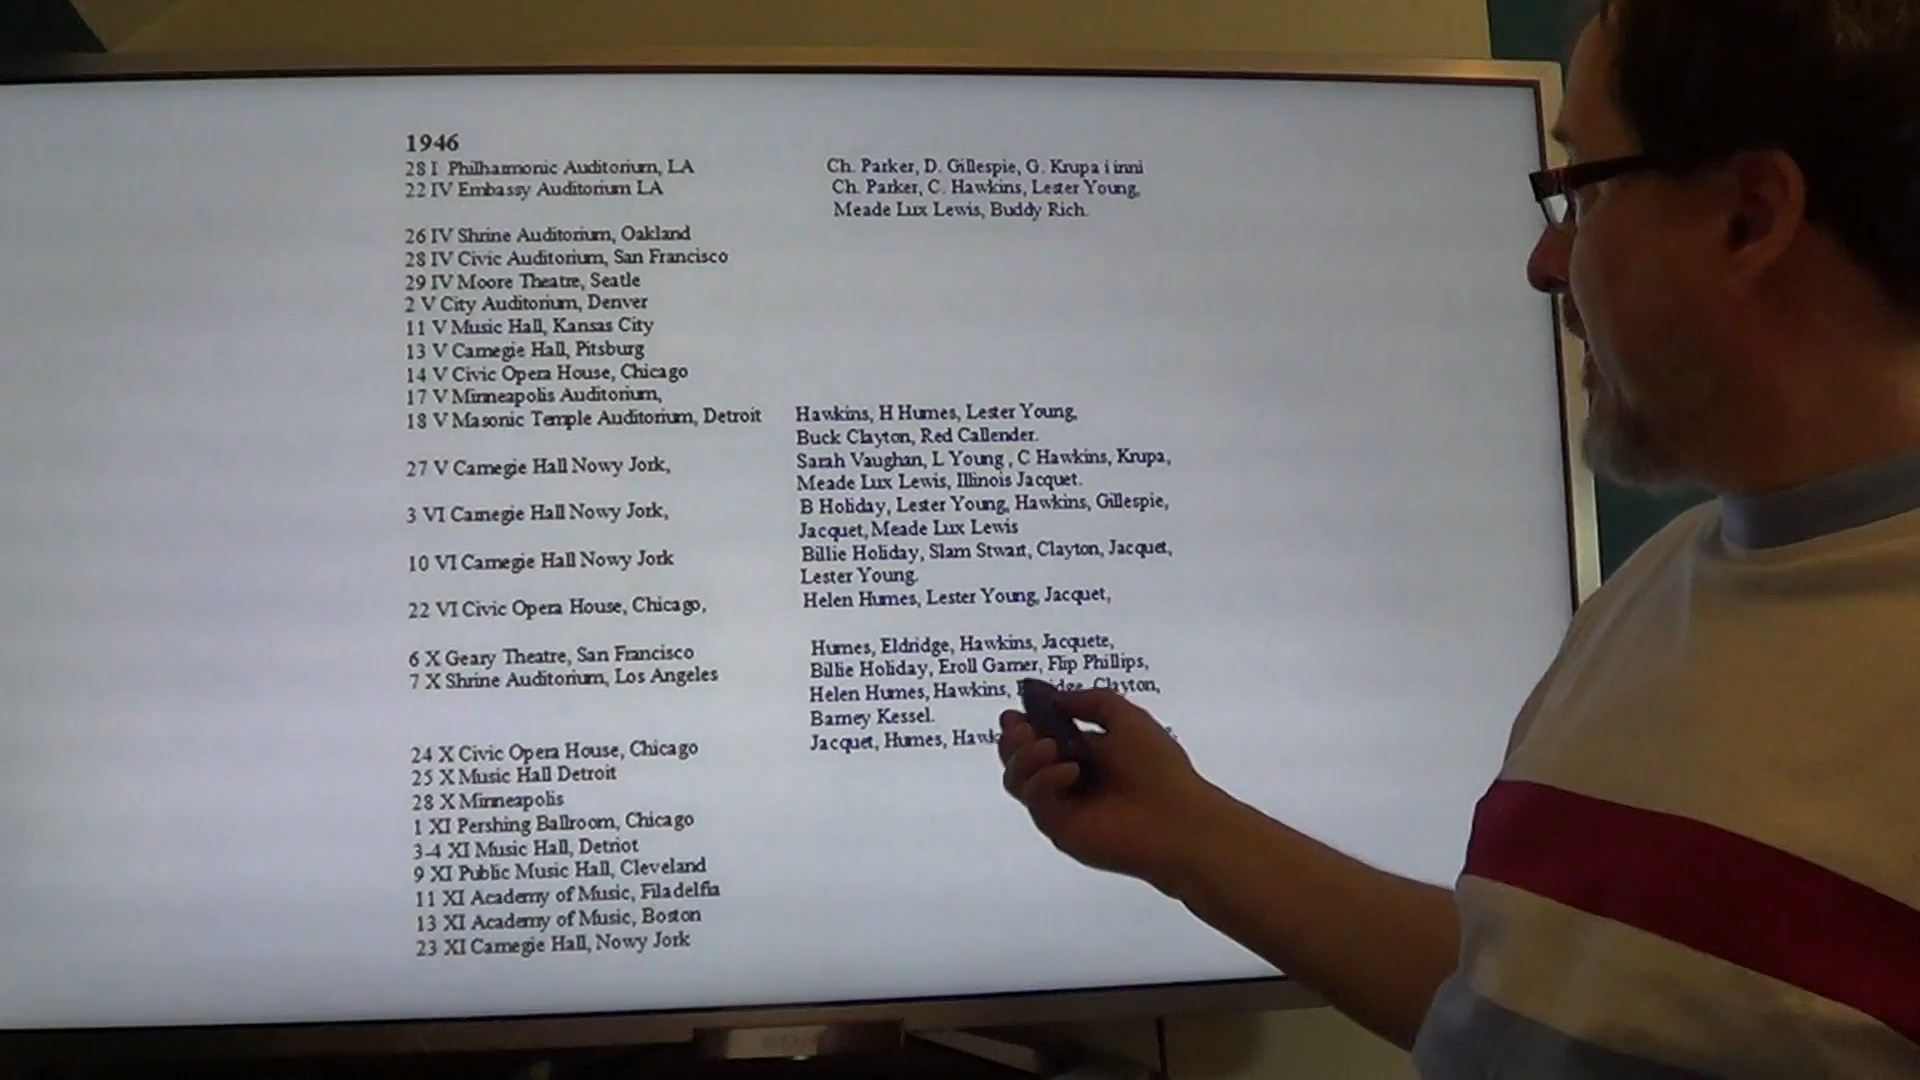 1946
28 I Philharmonic Auditorium, LA Ch. Parker, D. Gillespie, G. Krupa i inni
22 IV Embassy Auditorium LA Ch. Parker, C. Hawkins, Lester Young,
Meade Lux Lewis, Buddy Rich.
26 IV Shrine Auditorium, Oakland
28 IV Civic Auditorium, San Francisco
29 IV Moore Theatre, Seatle
2 V City Auditorium, Denver
11 V Music Hall, Kansas City
13 V Carnegie Hall, Pitsburg
14 V Civic Opera House, Chicago
17 V Minneapolis Auditorium,
18 V Masonic Temple Auditorium, Detroit Hawkins, H Humes, Lester Young,
Buck Clayton, Red Callender.
27 V Carnegie Hall Nowy Jork, Sarah Vaughan, L Young , C Hawkins, Krupa,
Meade Lux Lewis, Illinois Jacquet.
3 VI Carnegie Hall Nowy Jork, B Holiday, Lester Young, Hawkins, Gillespie,
Jacquet, Meade Lux Lewis
10 VI Carnegie Hall Nowy Jork Billie Holiday, Slam Stwart, Clayton, Jacquet,
Lester Young.
22 VI Civic Opera House, Chicago, Helen Humes, Lester Young, Jacquet,
6 X Geary Theatre, San Francisco Humes, Eldridge, Hawkins, Jacquete,
7 X Shrine Auditorium, Los Angeles Billie Holiday, Eroll Garner, Flip Phillips,
Helen Humes, Hawkins, Clayton,
Barney Kessel.
24 X Civic Opera House, Chicago Jacquet, Humes,
25 X Music Hall Detroit
28 X Minneapolis
1 XI Pershing Ballroom, Chicago
3-4 XI Music Hall, Detriot
9 XI Public Music Hall, Cleveland
11 XI Academy of Music, Filadelfia
13 XI Academy of Music, Boston
23 XI Carnegie Hall, Nowy Jork